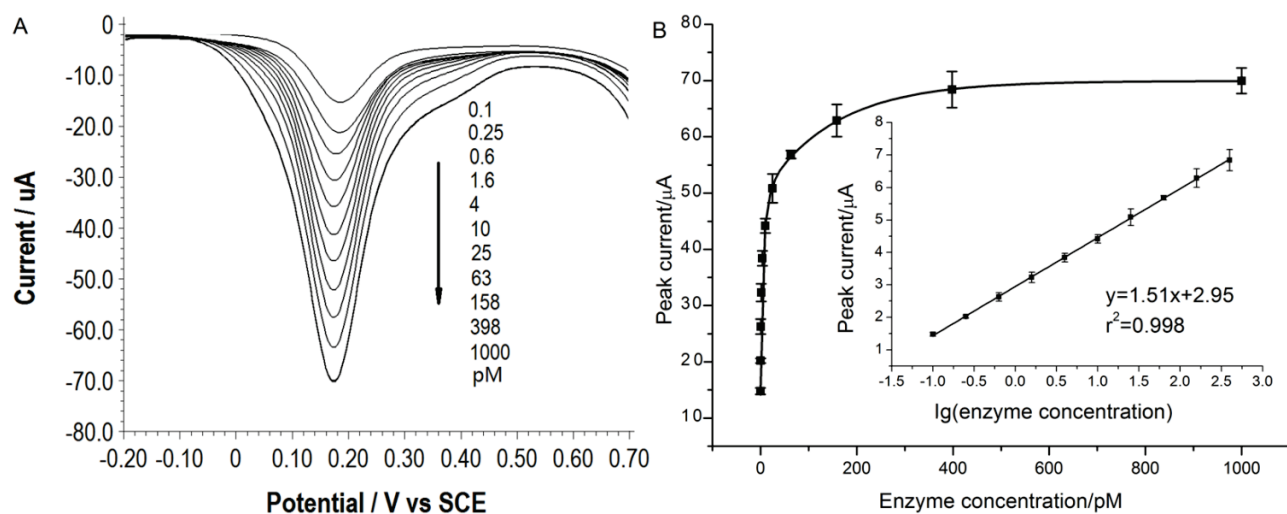 A
0
-10.0
-20.0
-30.0
-40.0
-50.0
-60.0
-70.0
-80.0
Current / uA
-0.20 -0.10 0 0.10 0.20 0.30 0.40 0.50 0.60 0.70
Potential / V vs SCE
0.1
0.25
0.6
1.6
4
10
25
63
158
398
1000
pM
B
80
70
60
50
40
30
20
10
Peak current/μA
0 200 400 600 800 1000
Enzyme concentration/pM
8
7
6
5
4
3
2
1
Peak current/μA
-1.5 -1.0 -0.5 0.0 0.5 1.0 1.5 2.0 2.5 3.0
lg(enzyme concentration)
y=1.51x+2.95
r²=0.998